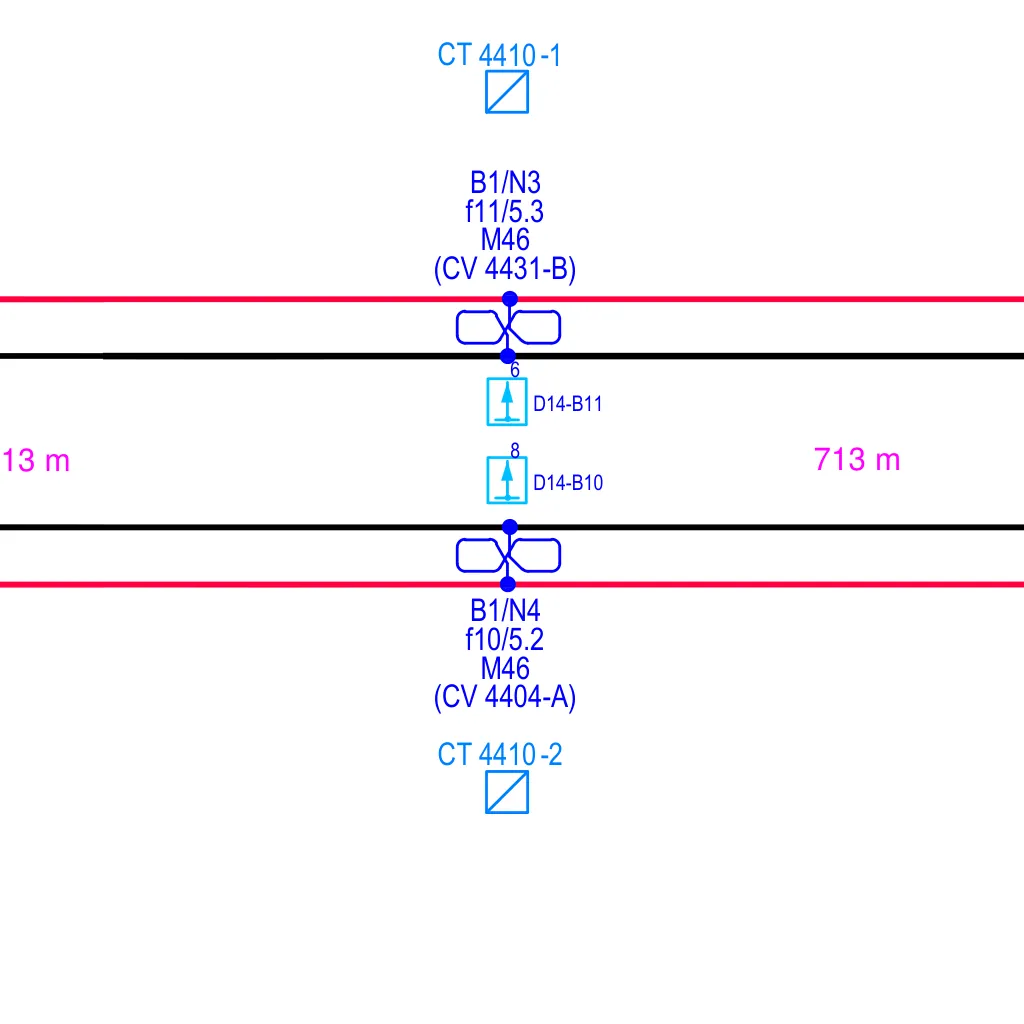 CT 4410 -1
B1/N3
f11/5.3
M46
(CV 4431-B)
6
D14-B11
13 m
713 m
8
D14-B10
B1/N4
f10/5.2
M46
(CV 4404-A)
CT 4410 -2